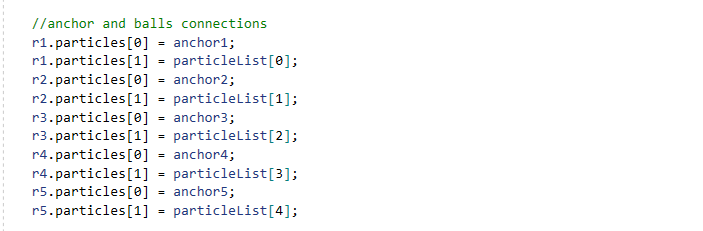 //anchor and balls connections
r1.particles[0] = anchor1;
r1.particles[1] = particleList[0];
r2.particles[0] = anchor2;
r2.particles[1] = particleList[1];
r3.particles[0] = anchor3;
r3.particles[1] = particleList[2];
r4.particles[0] = anchor4;
r4.particles[1] = particleList[3];
r5.particles[0] = anchor5;
r5.particles[1] = particleList[4];